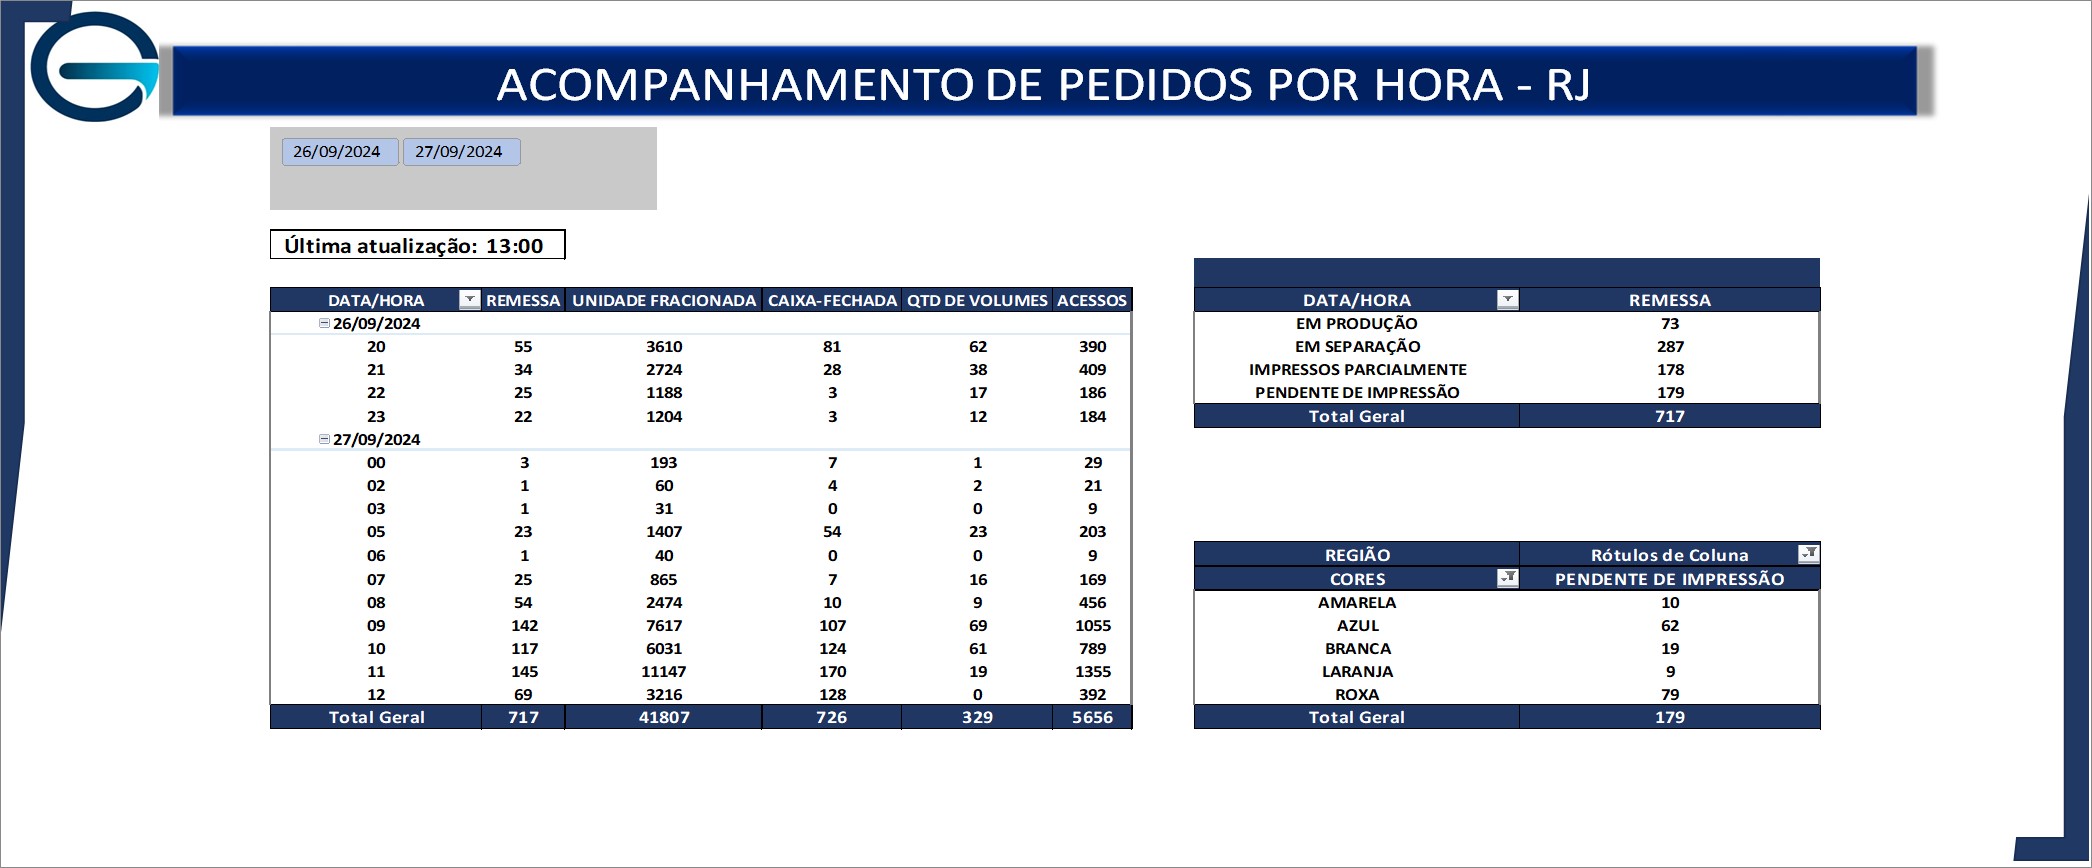 ACOMPANHAMENTO DE PEDIDOS POR HORA - RJ
26/09/2024 27/09/2024
Última atualização: 13:00
DATA/HORA REMESSA UNIDADE FRACIONADA CAIXA-FECHADA QTD DE VOLUMES ACESSOS
26/09/2024
20 55 3610 81 62 390
21 34 2724 28 38 409
22 25 1188 3 17 186
23 22 1204 3 12 184
27/09/2024
00 3 193 7 1 29
02 1 60 4 2 21
03 1 31 0 0 9
05 23 1407 54 23 203
06 1 40 0 0 9
07 25 865 7 16 169
08 54 2474 10 9 456
09 142 7617 107 69 1055
10 117 6031 124 61 789
11 145 11147 170 19 1355
12 69 3216 128 0 392
Total Geral 717 41807 726 329 5656
DATA/HORA REMESSA
EM PRODUÇÃO 73
EM SEPARAÇÃO 287
IMPRESSOS PARCIALMENTE 178
PENDENTE DE IMPRESSÃO 179
Total Geral 717
REGIÃO Rótulos de Coluna
CORES PENDENTE DE IMPRESSÃO
AMARELA 10
AZUL 62
BRANCA 19
LARANJA 9
ROXA 79
Total Geral 179